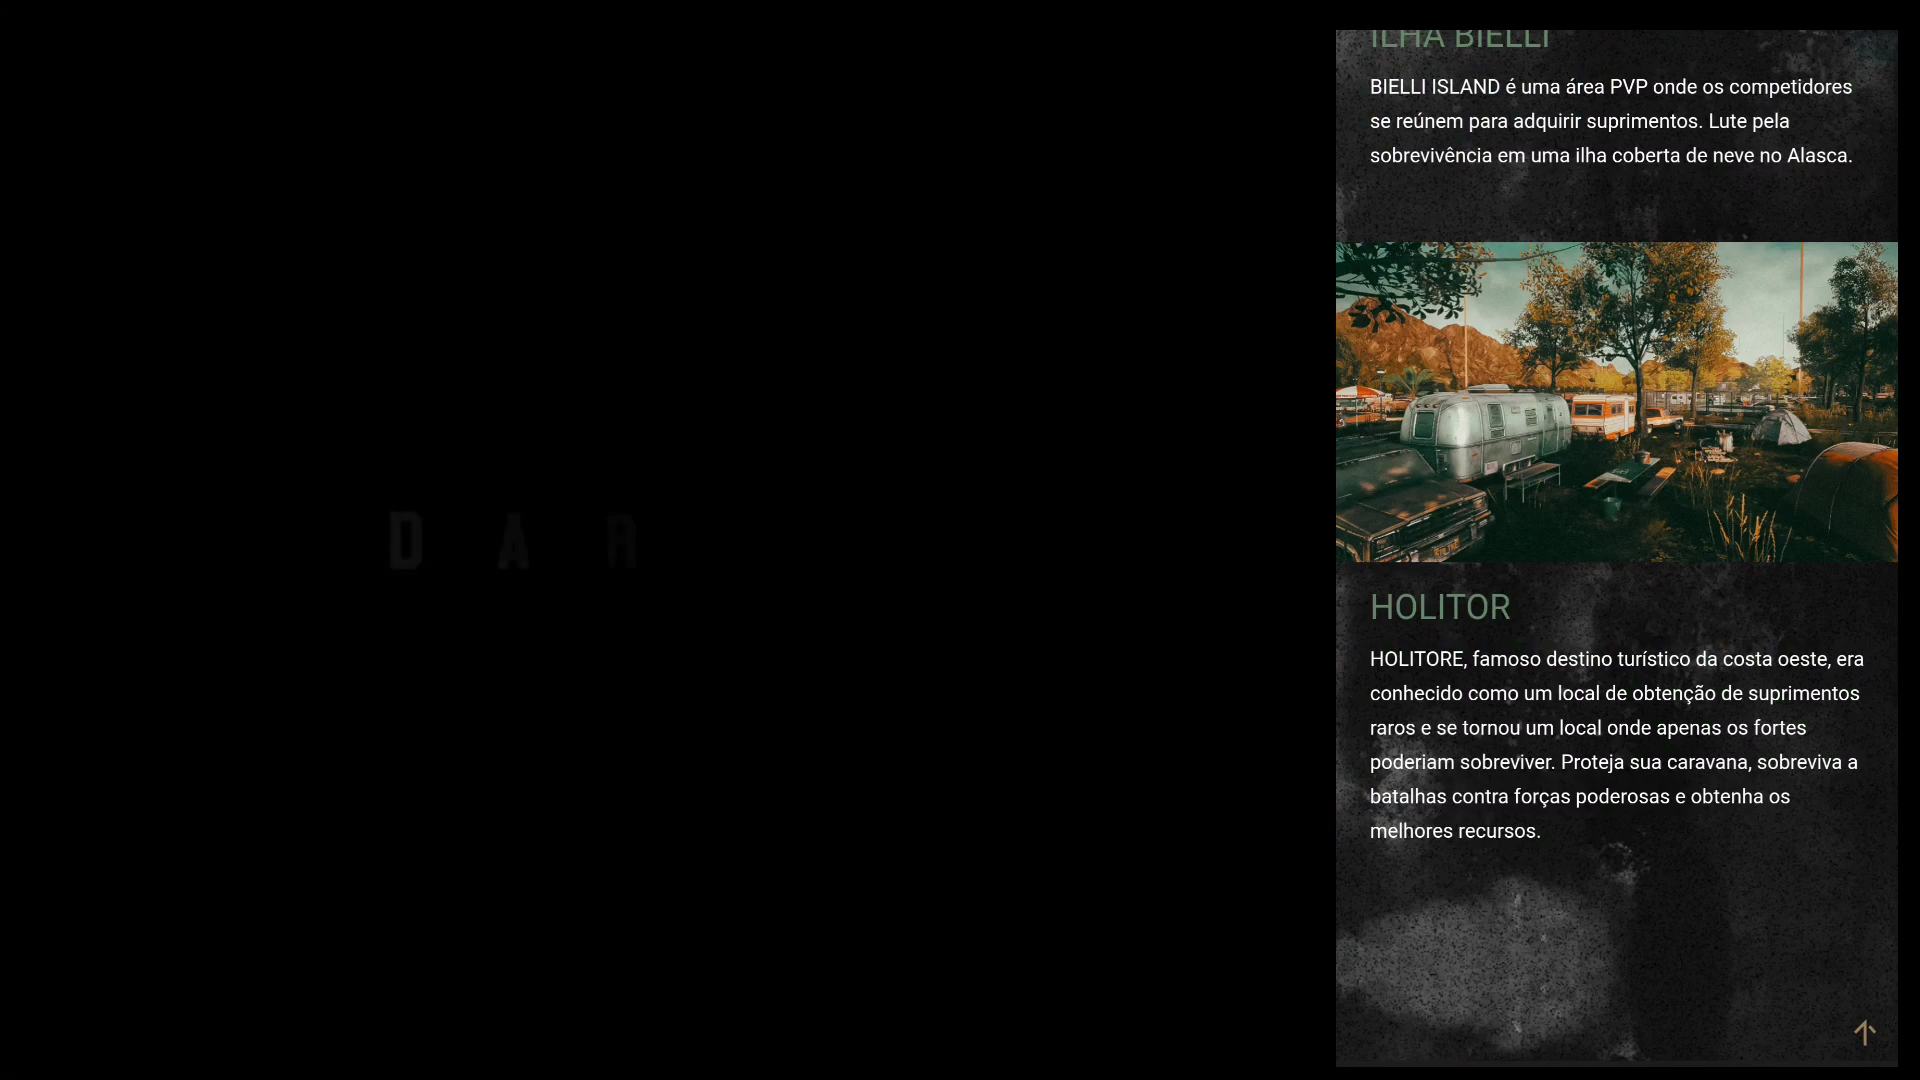 D A R
ILHA BIELLI
BIELLI ISLAND é uma área PVP onde os competidores
se reúnem para adquirir suprimentos. Lute pela
sobrevivência em uma ilha coberta de neve no Alasca.
HOLITOR
HOLITORE, famoso destino turístico da costa oeste, era
conhecido como um local de obtenção de suprimentos
raros e se tornou um local onde apenas os fortes
poderiam sobreviver. Proteja sua caravana, sobreviva a
batalhas contra forças poderosas e obtenha os
melhores recursos.